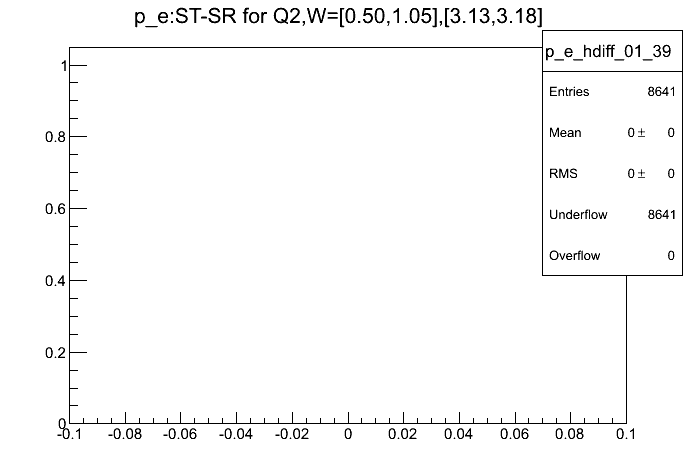 p_e:ST-SR for Q2,W=[0.50,1.05],[3.13,3.18]
p_e_hdiff_01_39
Entries 8641
Mean 0 ± 0
RMS 0 ± 0
Underflow 8641
Overflow 0
1
0.8
0.6
0.4
0.2
0
-0.1 -0.08 -0.06 -0.04 -0.02 0 0.02 0.04 0.06 0.08 0.1